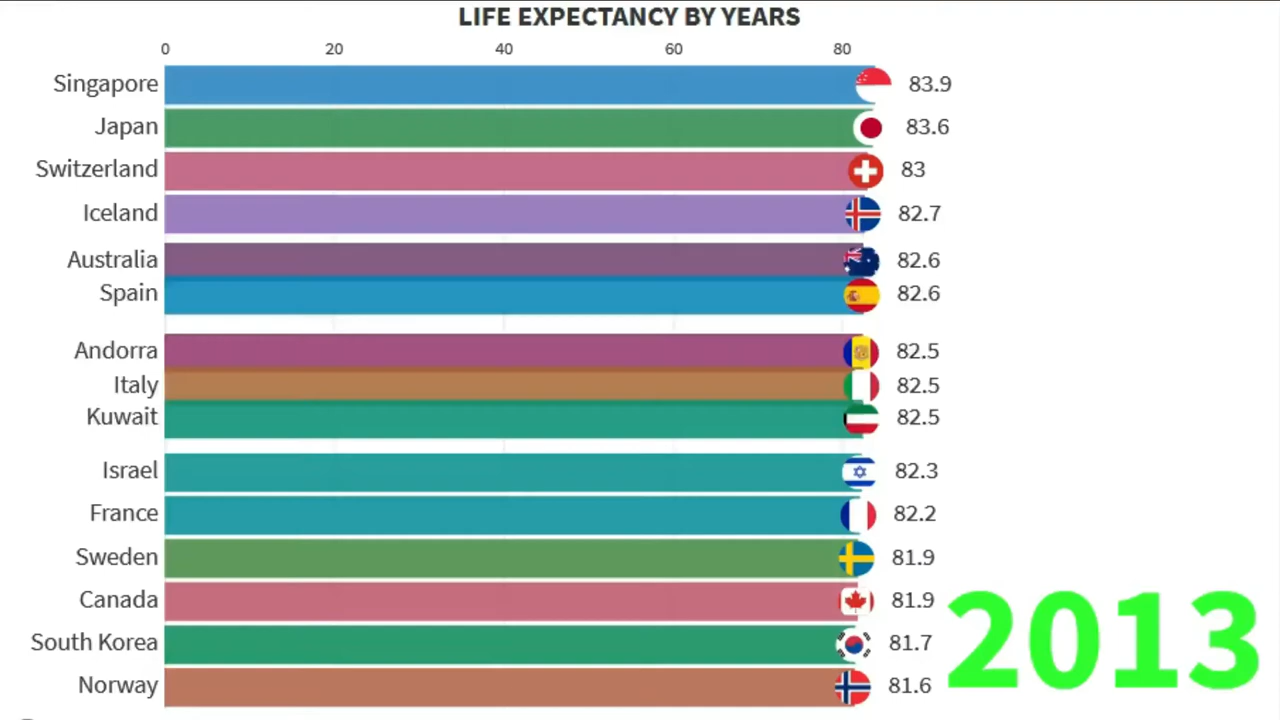 LIFE EXPECTANCY BY YEARS
0 20 40 60 80
Singapore 83.9
Japan 83.6
Switzerland 83
Iceland 82.7
Australia 82.6
Spain 82.6
Andorra 82.5
Italy 82.5
Kuwait 82.5
Israel 82.3
France 82.2
Sweden 81.9
Canada 81.9
South Korea 81.7
Norway 81.6
2013